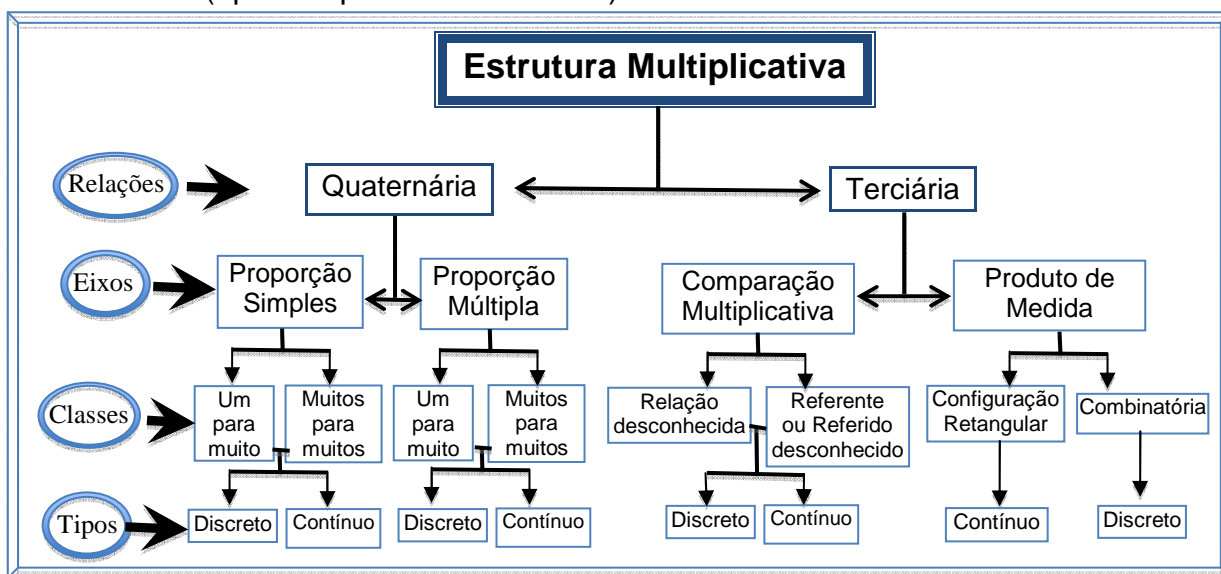 Estrutura Multiplicativa
Relações
Quaternária
Terciária
Eixos
Proporção
Simples
Proporção
Múltipla
Comparação
Multiplicativa
Produto de
Medida
Classes
Um
para
muito
Muitos
para
muitos
Um
para
muito
Muitos
para
muitos
Relação
desconhecida
Referente
ou Referido
desconhecido
Configuração
Retangular
Combinatória
Tipos
Discreto
Contínuo
Discreto
Contínuo
Discreto
Contínuo
Contínuo
Discreto